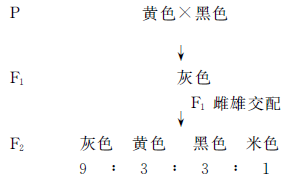 P 黄色×黑色
F₁ 灰色
F₁ 雌雄交配
F₂ 灰色 黄色 黑色 米色
9 : 3 : 3 : 1